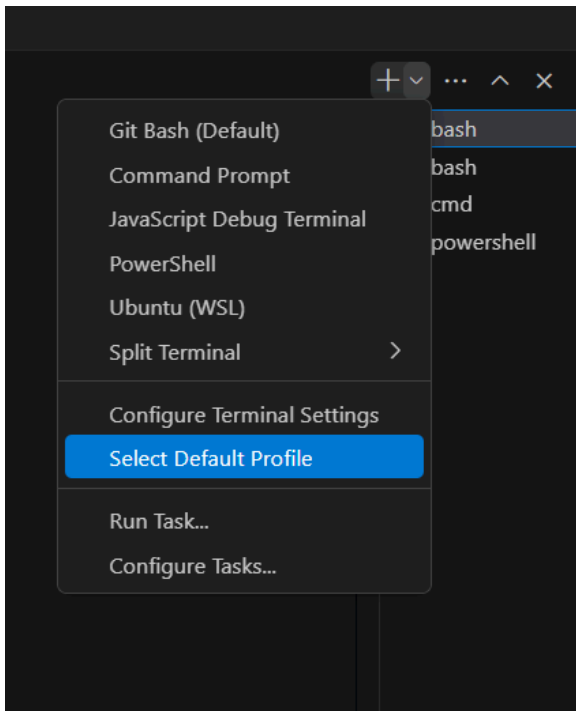 Git Bash (Default)
Command Prompt
JavaScript Debug Terminal
PowerShell
Ubuntu (WSL)
Split Terminal
Configure Terminal Settings
Select Default Profile
Run Task...
Configure Tasks...
bash
bash
cmd
powershell